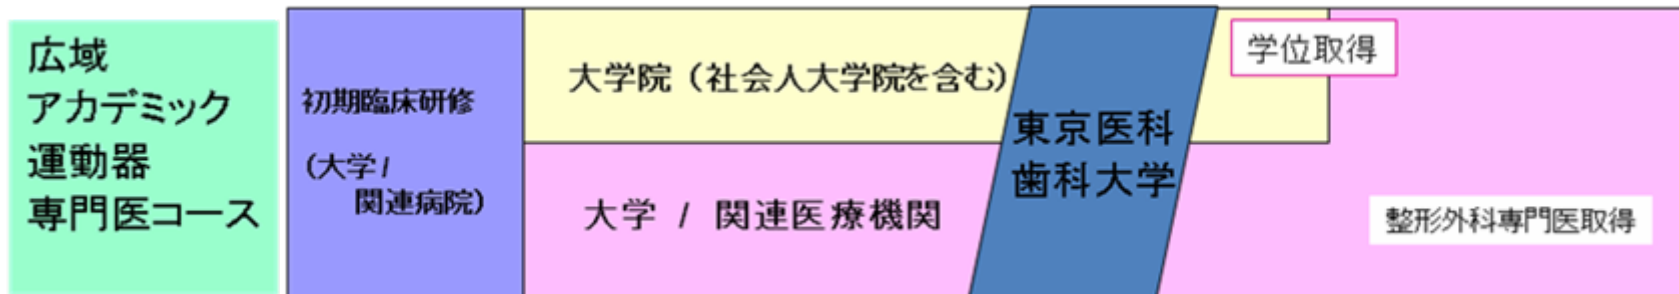 広域
アカデミック
運動器
専門医コース
初期臨床研修
（大学/
関連病院）
大学院（社会人大学院を含む）
大学 / 関連医療機関
東京医科
歯科大学
学位取得
整形外科専門医取得